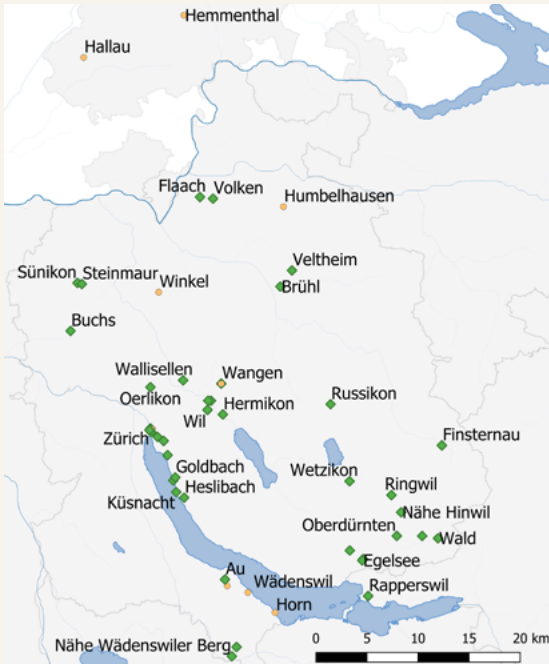 Hemmenthal
Hallau
Flaach Volken
Humbelhausen
Veltheim
Sünikon Steinmaur
Winkel
Brühl
Buchs
Wallisellen
Wangen
Oerlikon
Hermikon
Russikon
Wil
Zürich
Finsternau
Goldbach
Wetzikon
Ringwil
Heslibach
Küsnacht
Nähe Hinwil
Oberdürnten
Wald
Egelsee
Au
Wädenswil
Rapperswil
Horn
Nähe Wädenswiler Berg
0 5 10 15 20 km